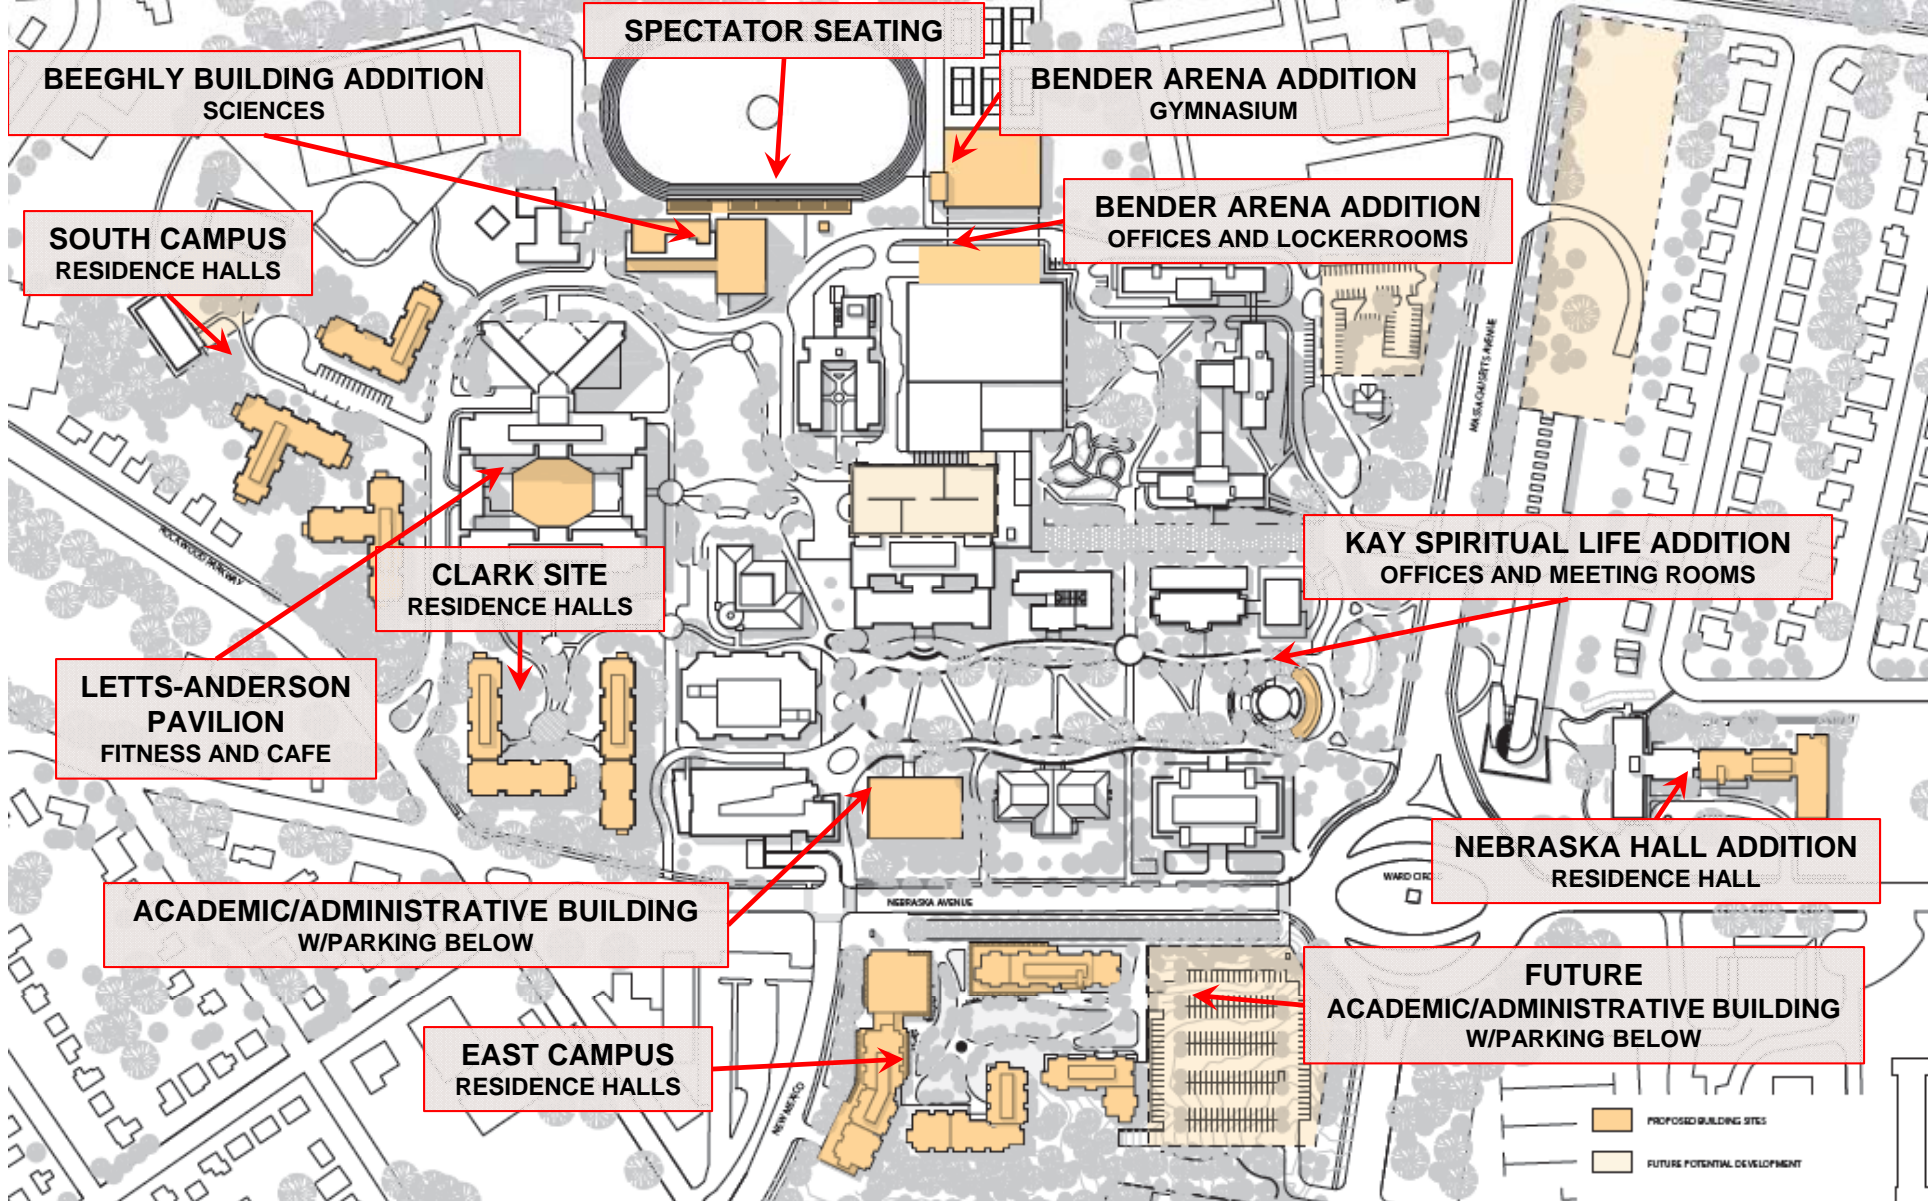 SPECTATOR SEATING
BEEGHLY BUILDING ADDITION
SCIENCES
BENDER ARENA ADDITION
GYMNASIUM
BENDER ARENA ADDITION
OFFICES AND LOCKERROOMS
SOUTH CAMPUS
RESIDENCE HALLS
MASSACHUSETTS AVENUE
ROCKWOOD PARKWAY
KAY SPIRITUAL LIFE ADDITION
OFFICES AND MEETING ROOMS
CLARK SITE
RESIDENCE HALLS
LETTS-ANDERSON
PAVILION
FITNESS AND CAFE
NEBRASKA HALL ADDITION
RESIDENCE HALL
WARD CIRC
ACADEMIC/ADMINISTRATIVE BUILDING
W/PARKING BELOW
NEBRASKA AVENUE
FUTURE
ACADEMIC/ADMINISTRATIVE BUILDING
W/PARKING BELOW
EAST CAMPUS
RESIDENCE HALLS
NEW MEXICO
PROPOSED BUILDING SITES
FUTURE POTENTIAL DEVELOPMENT